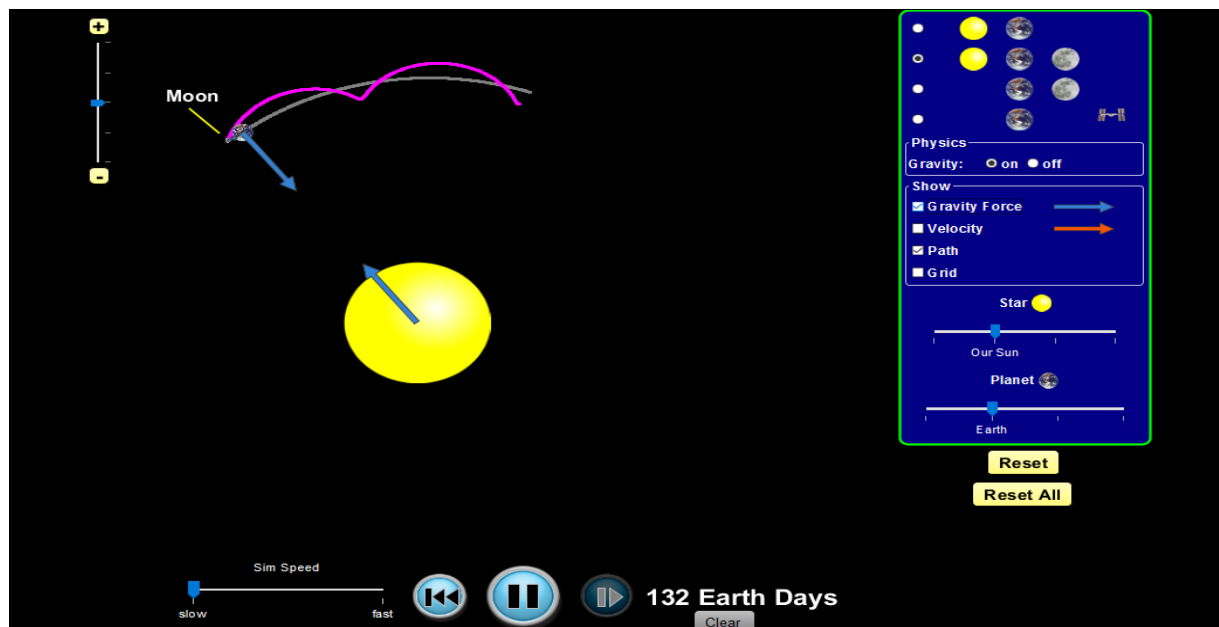 +
Moon
-
Physics
Gravity: on off
Show
Gravity Force
Velocity
Path
Grid
Star
Our Sun
Planet
Earth
Reset
Reset All
Sim Speed
slow fast
132 Earth Days
Clear